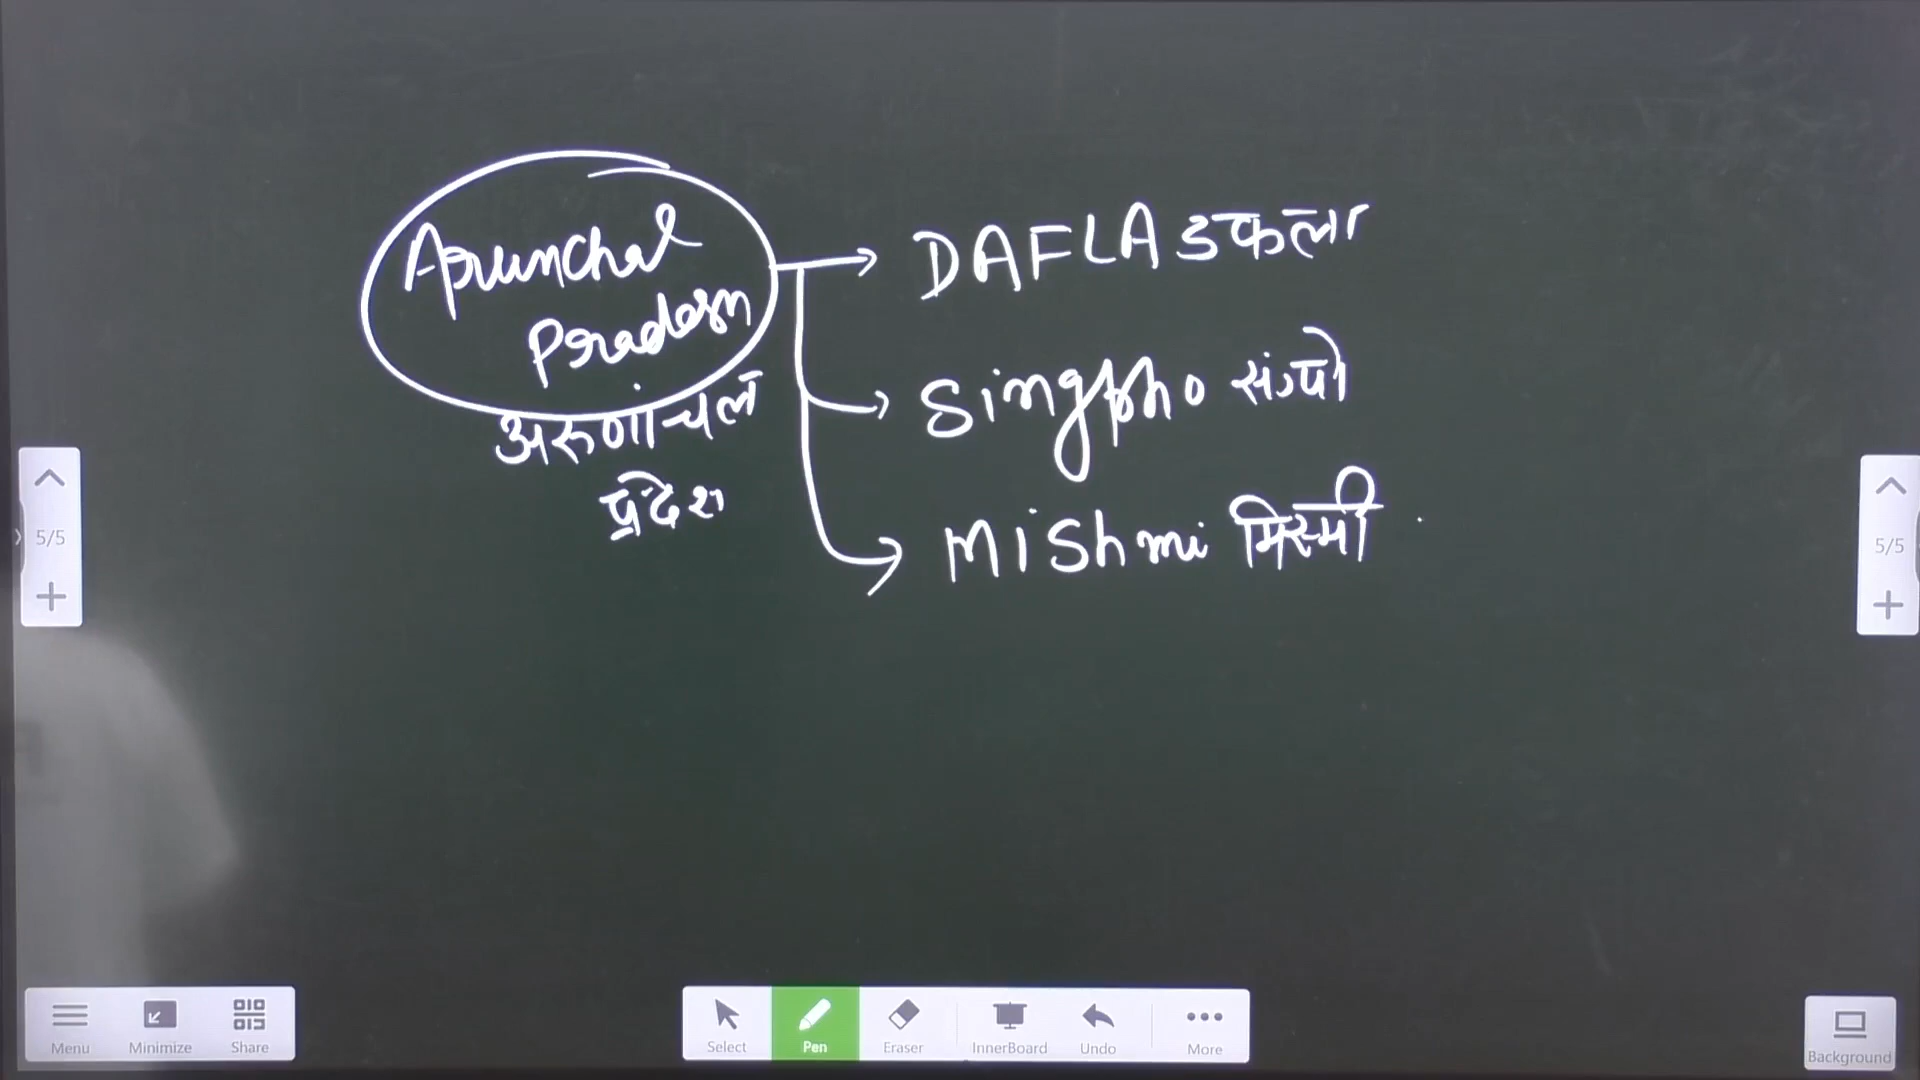 Arunchal
Pradesh
अरुणांचल
प्रदेश
DAFLA डफला
Singpho संग्पो
Mishmi मिस्मी
5/5
5/5
Menu
Minimize
Share
Select
Pen
Eraser
InnerBoard
Undo
More
Background